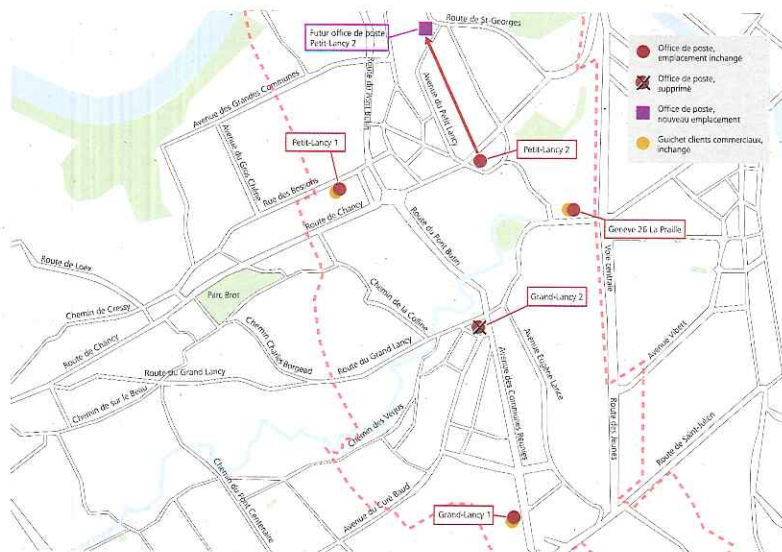 Futur office de poste,
Petit-Lancy 2
Route de St-Georges
Office de poste,
emplacement inchangé
Office de poste,
supprimé
Office de poste,
nouveau emplacement
Guichet clients commerciaux,
inchangé
Avenue des Grandes Communes
Route du Pont Butin
Avenue du Petit Lancy
Petit-Lancy 1
Petit-Lancy 2
Avenue du Gros Chêne
Rue des Bossons
Route de Chancy
Genève 26 La Praille
Route du Pont Butin
Voie centrale
Route de Loex
Parc Brot
Chemin de Cressy
Chemin de la Colline
Grand-Lancy 2
Route de Chancy
Chemin Charles Borgeaud
Route du Grand Lancy
Route du Grand Lancy
Avenue Vibert
Avenue Eugène Lance
Avenue des Communes Réunies
Chemin de sur le Beau
Chemin des Verjus
Route des Jeunes
Route de Saint-Julien
Chemin du Pont Centenaire
Avenue du Curé Baud
Grand-Lancy 1